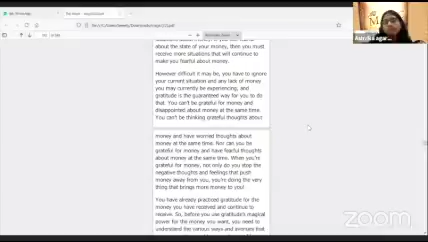 about the state of your money, then you must
receive more situations that will continue to
make you fearful about money.
However difficult it may be, you have to ignore
your current situation and any lack of money
you may currently be experiencing, and
gratitude is the guaranteed way for you to do
that. You can't be grateful for money and
disappointed about money at the same time.
You can't be thinking grateful thoughts about
money and have worried thoughts about
money at the same time. Nor can you be
grateful for money and have fearful thoughts
about money at the same time. When you're
grateful for money, not only do you stop the
negative thoughts and feelings that push
money away from you, you're doing the very
thing that brings more money to you!
You have already practiced gratitude for the
money you have received and continue to
receive. So, before you use gratitude's magical
power for the money you want, you need to
understand the various ways and
zoom